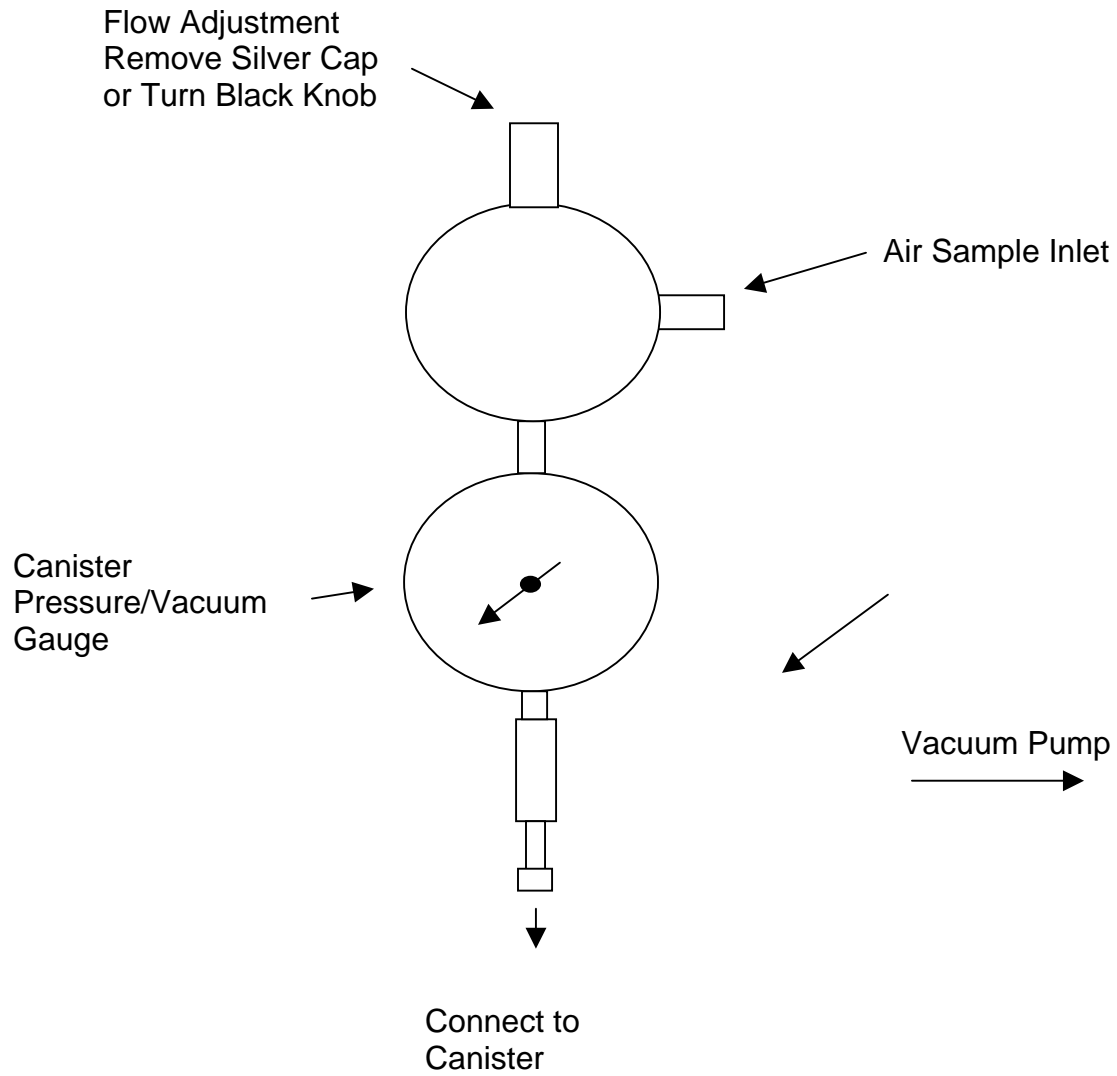 Flow Adjustment
Remove Silver Cap
or Turn Black Knob
Air Sample Inlet
Canister
Pressure/Vacuum
Gauge
Vacuum Pump
Connect to
Canister